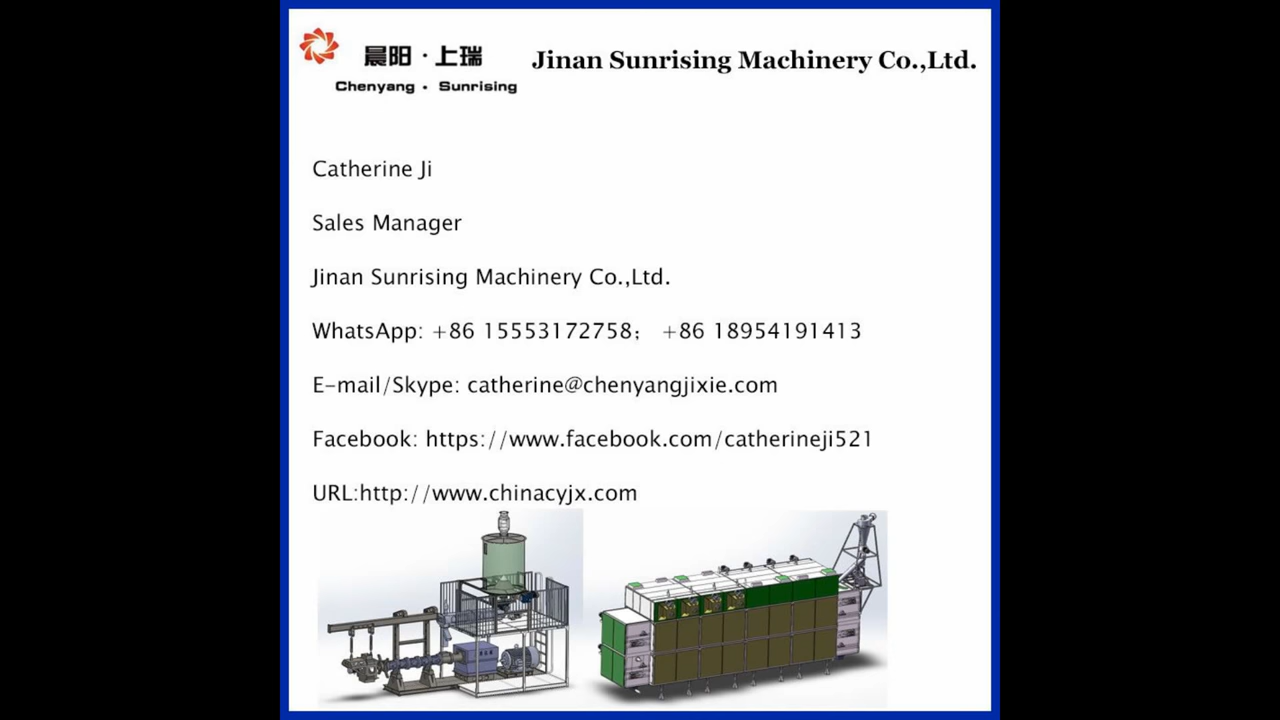 晨阳·上瑞
Chenyang · Sunrising
Jinan Sunrising Machinery Co.,Ltd.
Catherine Ji
Sales Manager
Jinan Sunrising Machinery Co.,Ltd.
WhatsApp: +86 15553172758； +86 18954191413
E-mail/Skype: catherine@chenyangjixie.com
Facebook: https://www.facebook.com/catherineji521
URL:http://www.chinacyjx.com